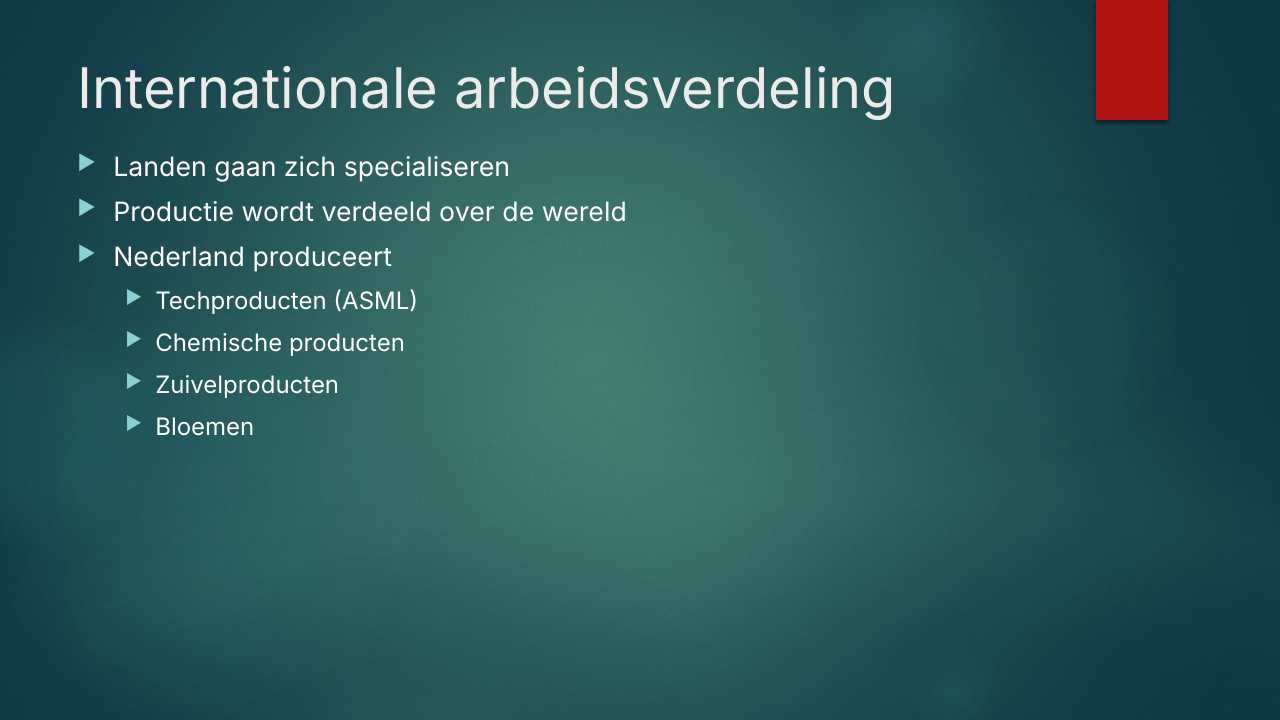 Internationale arbeidsverdeling
Landen gaan zich specialiseren
Productie wordt verdeeld over de wereld
Nederland produceert
Techproducten (ASML)
Chemische producten
Zuivelproducten
Bloemen